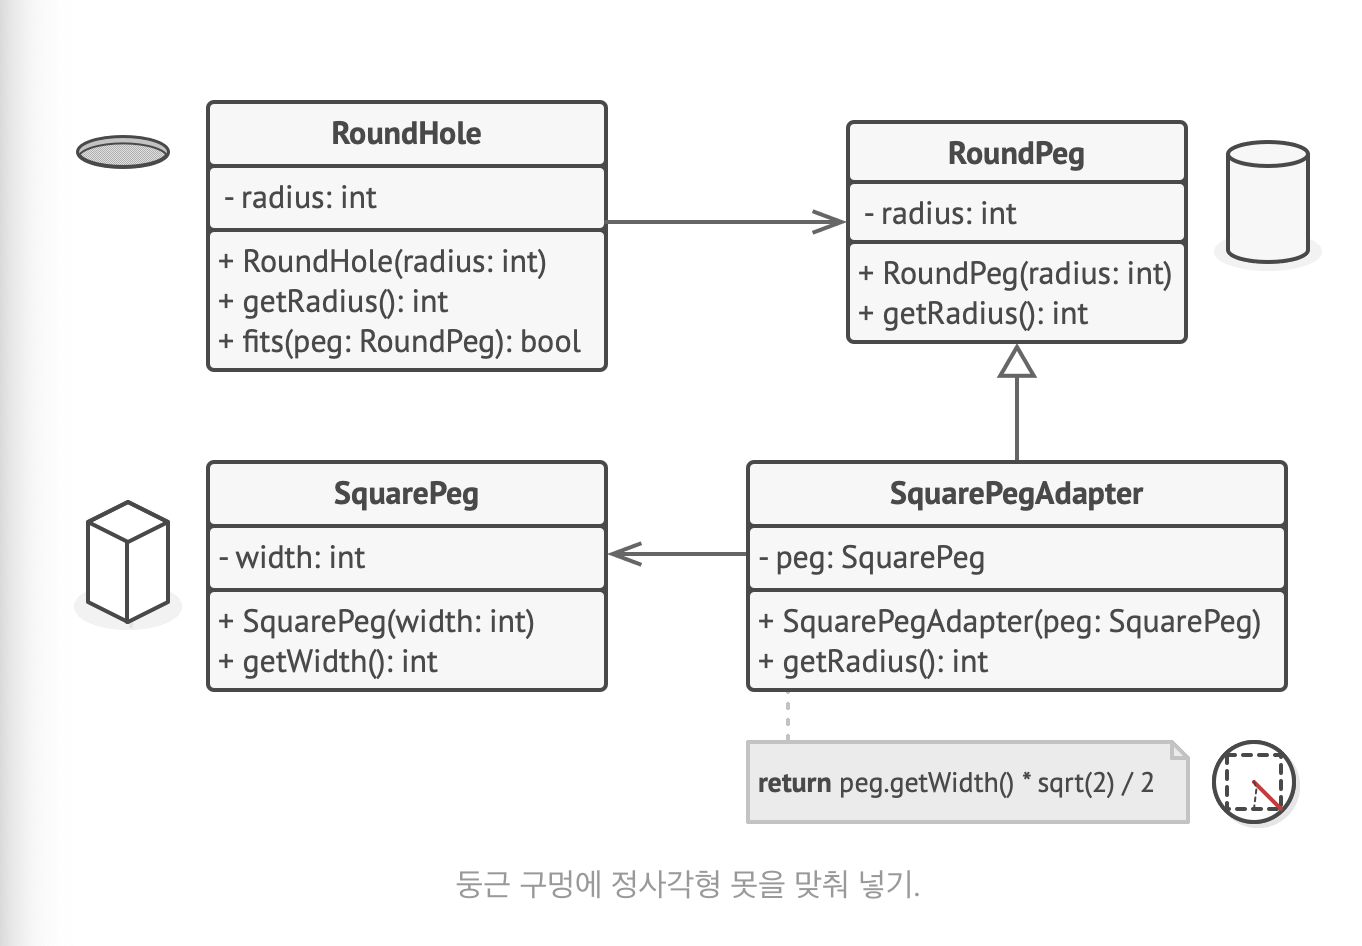 RoundHole
- radius: int
+ RoundHole(radius: int)
+ getRadius(): int
+ fits(peg: RoundPeg): bool
RoundPeg
- radius: int
+ RoundPeg(radius: int)
+ getRadius(): int
SquarePeg
- width: int
+ SquarePeg(width: int)
+ getWidth(): int
SquarePegAdapter
- peg: SquarePeg
+ SquarePegAdapter(peg: SquarePeg)
+ getRadius(): int
return peg.getWidth() * sqrt(2) / 2
둥근 구멍에 정사각형 못을 맞춰 넣기.